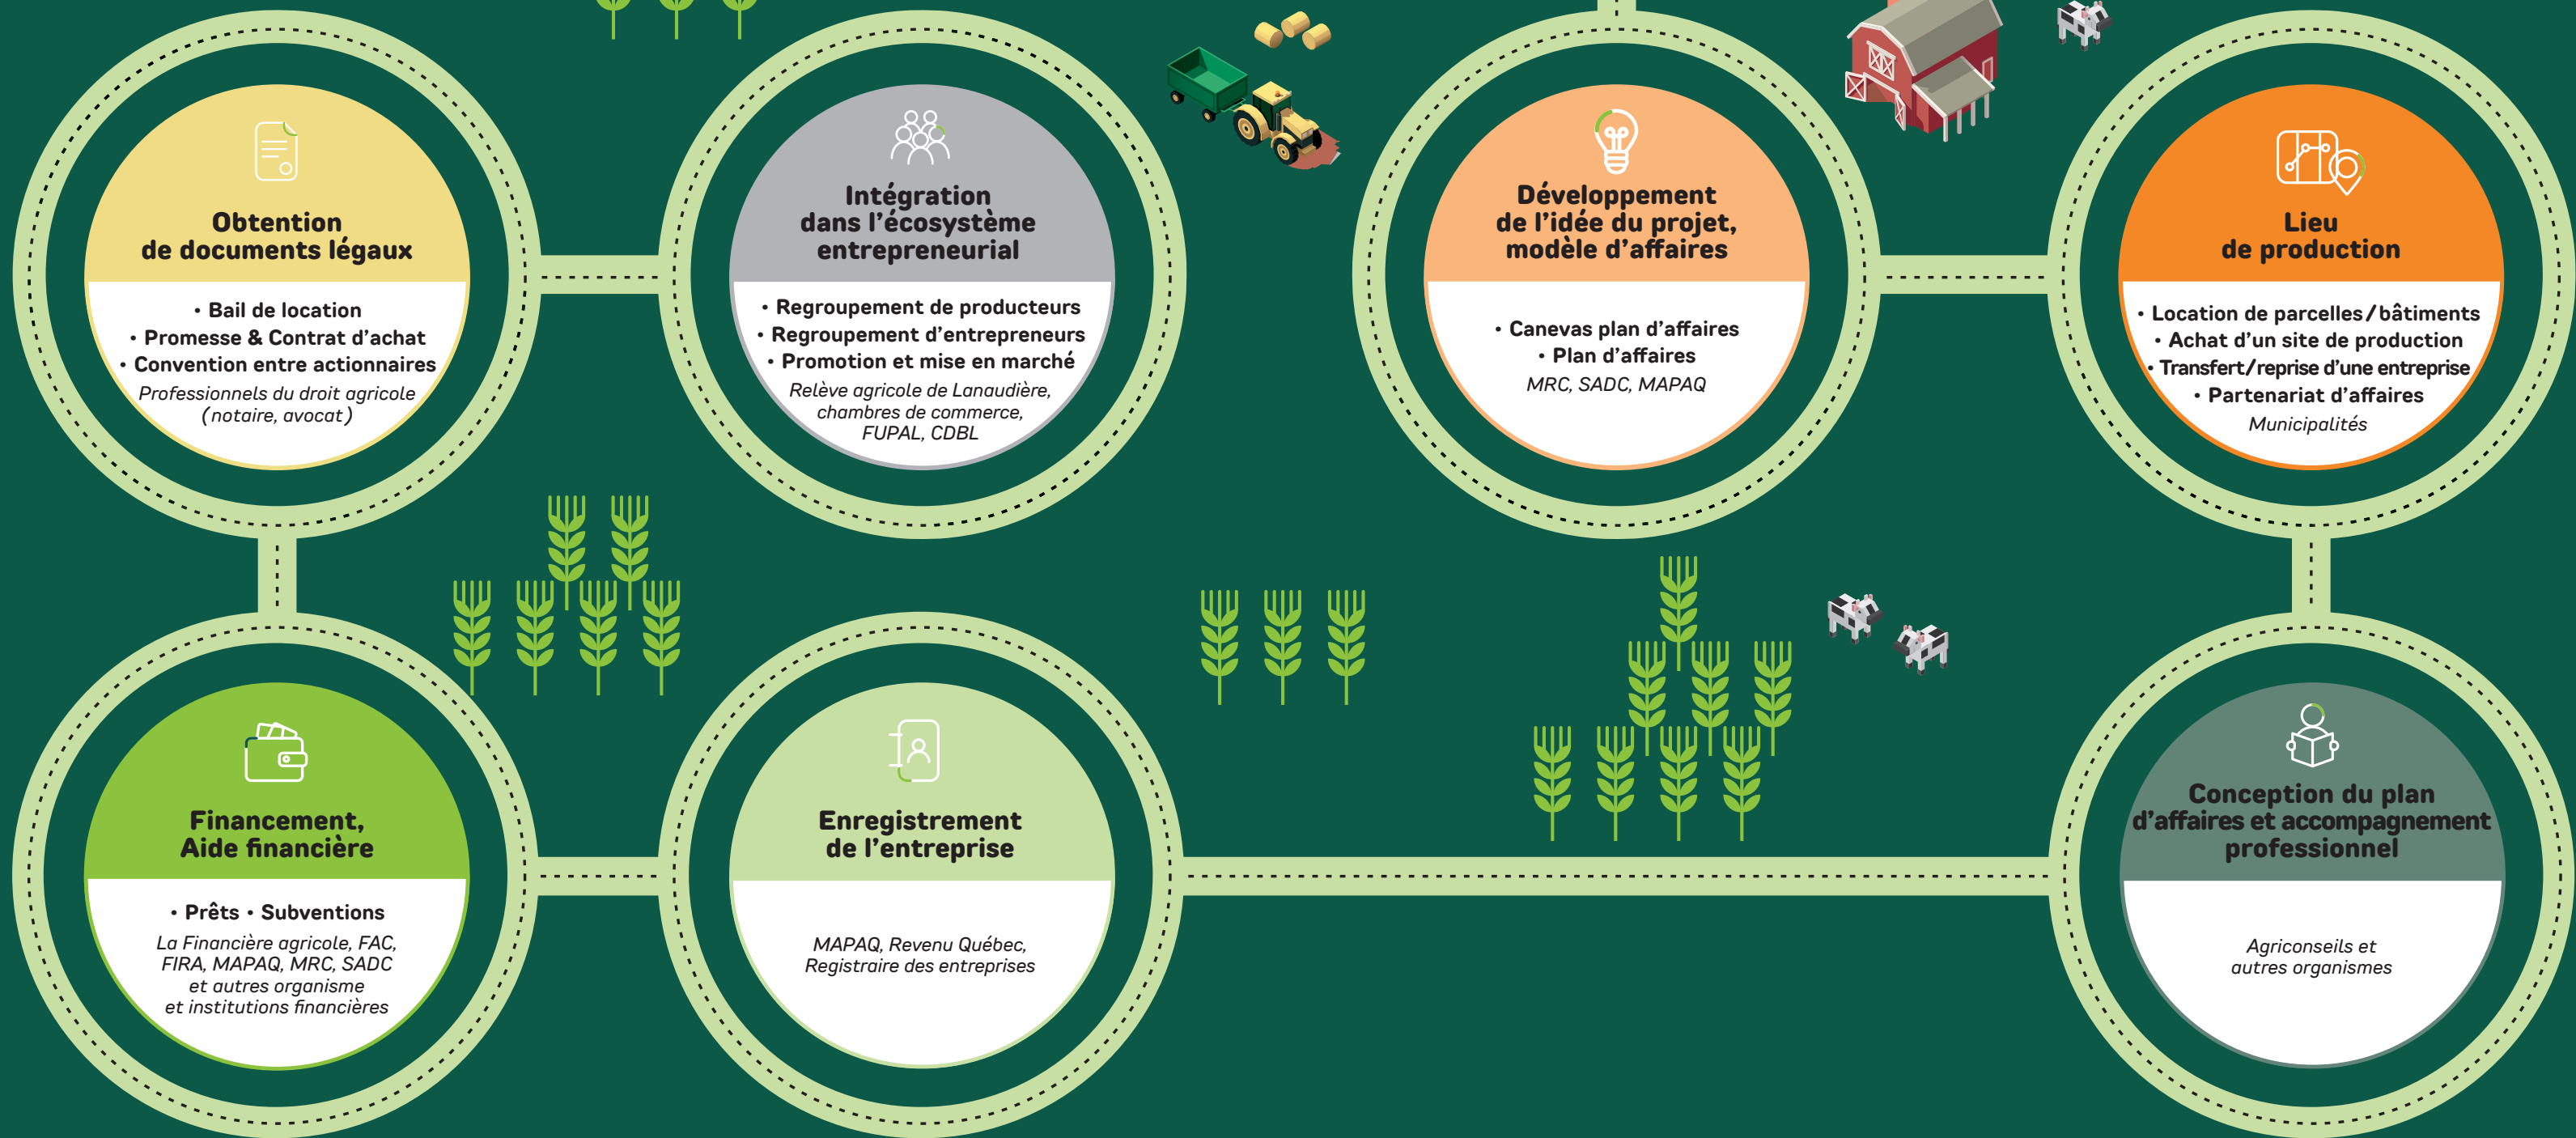 Obtention
de documents légaux
• Bail de location
• Promesse & Contrat d'achat
• Convention entre actionnaires
Professionnels du droit agricole
(notaire, avocat)
Intégration
dans l'écosystème
entrepreneurial
• Regroupement de producteurs
• Regroupement d'entrepreneurs
• Promotion et mise en marché
Relève agricole de Lanaudière,
chambres de commerce,
FUPAL, CDBL
Développement
de l'idée du projet,
modèle d'affaires
• Canevas plan d'affaires
• Plan d'affaires
MRC, SADC, MAPAQ
Lieu
de production
• Location de parcelles/bâtiments
• Achat d'un site de production
• Transfert/reprise d'une entreprise
• Partenariat d'affaires
Municipalités
Financement,
Aide financière
• Prêts • Subventions
La Financière agricole, FAC,
FIRA, MAPAQ, MRC, SADC
et autres organisme
et institutions financières
Enregistrement
de l'entreprise
MAPAQ, Revenu Québec,
Registraire des entreprises
Conception du plan
d'affaires et accompagnement
professionnel
Agriconseils et
autres organismes